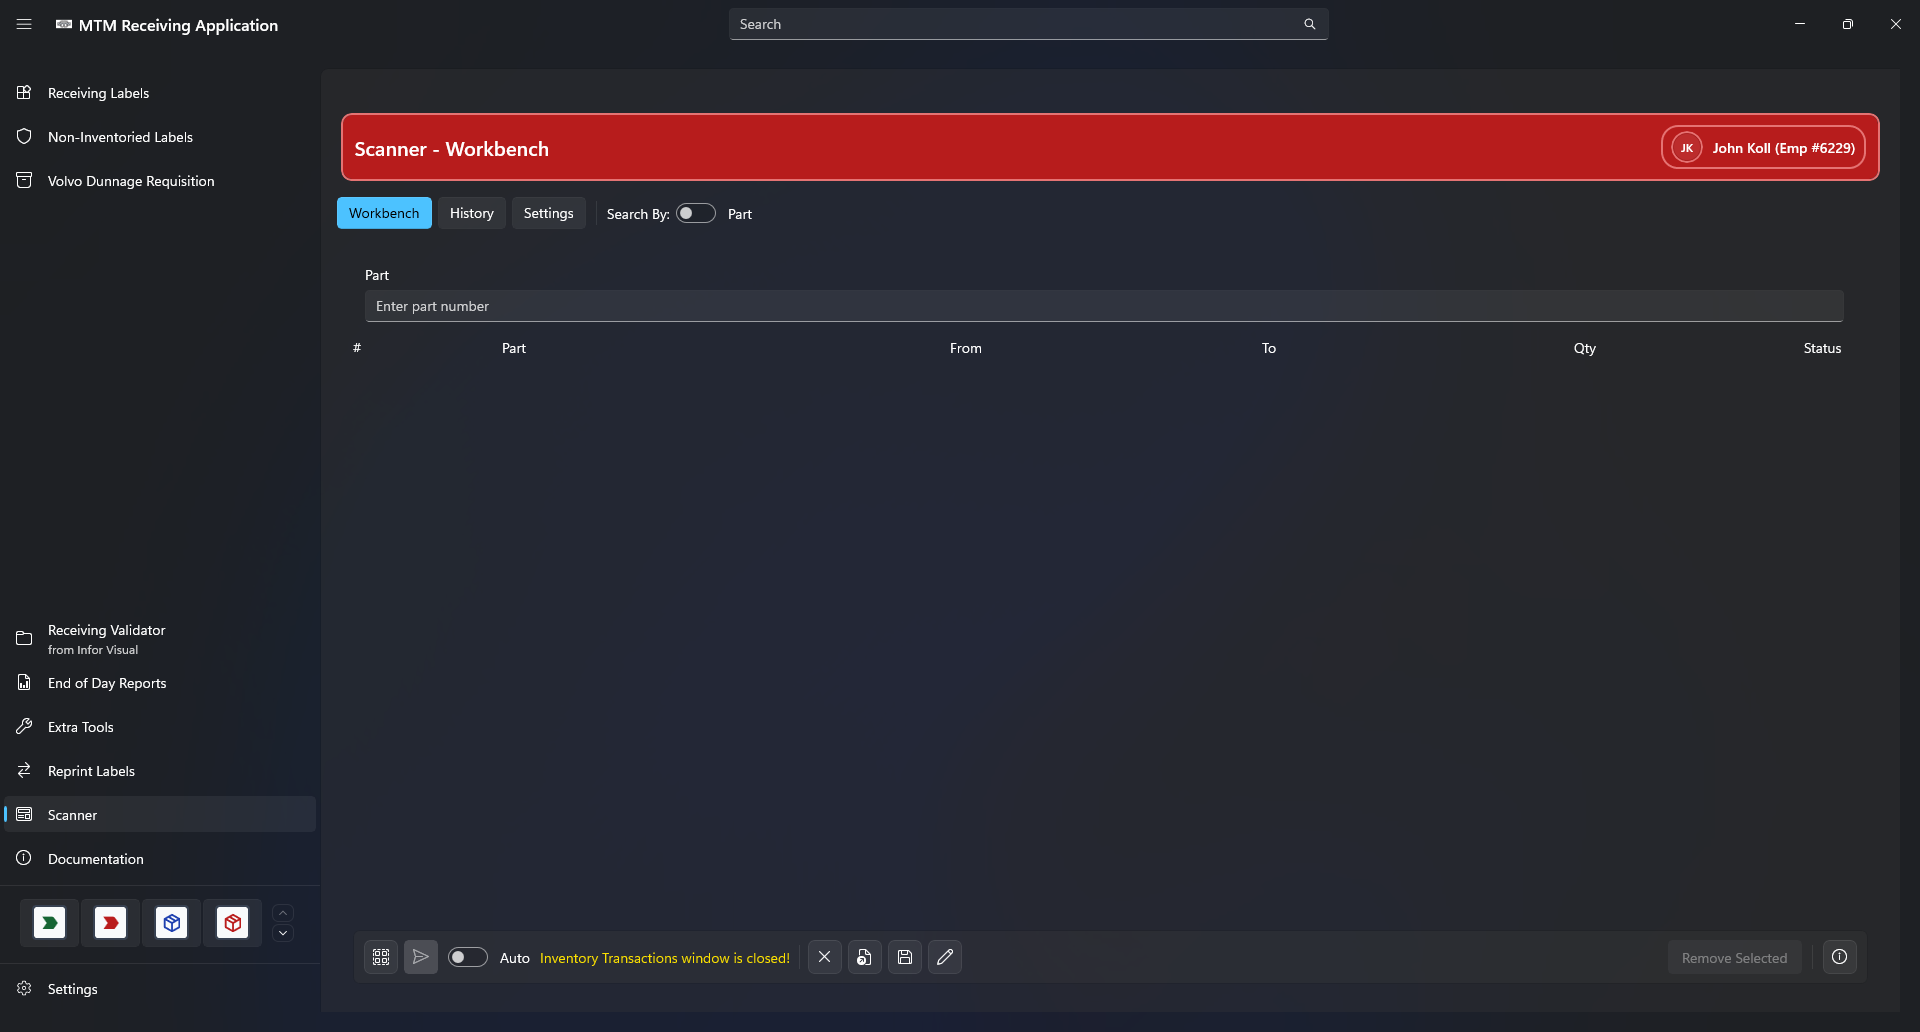 MTM Receiving Application
Search
Receiving Labels
Non-Inventoried Labels
Volvo Dunnage Requisition
Scanner - Workbench
JK
John Koll (Emp #6229)
Workbench
History
Settings
Search By:
Part
Part
Enter part number
# Part From To Qty Status
Receiving Validator
from Infor Visual
End of Day Reports
Extra Tools
Reprint Labels
Scanner
Documentation
Settings
Auto
Inventory Transactions window is closed!
Remove Selected